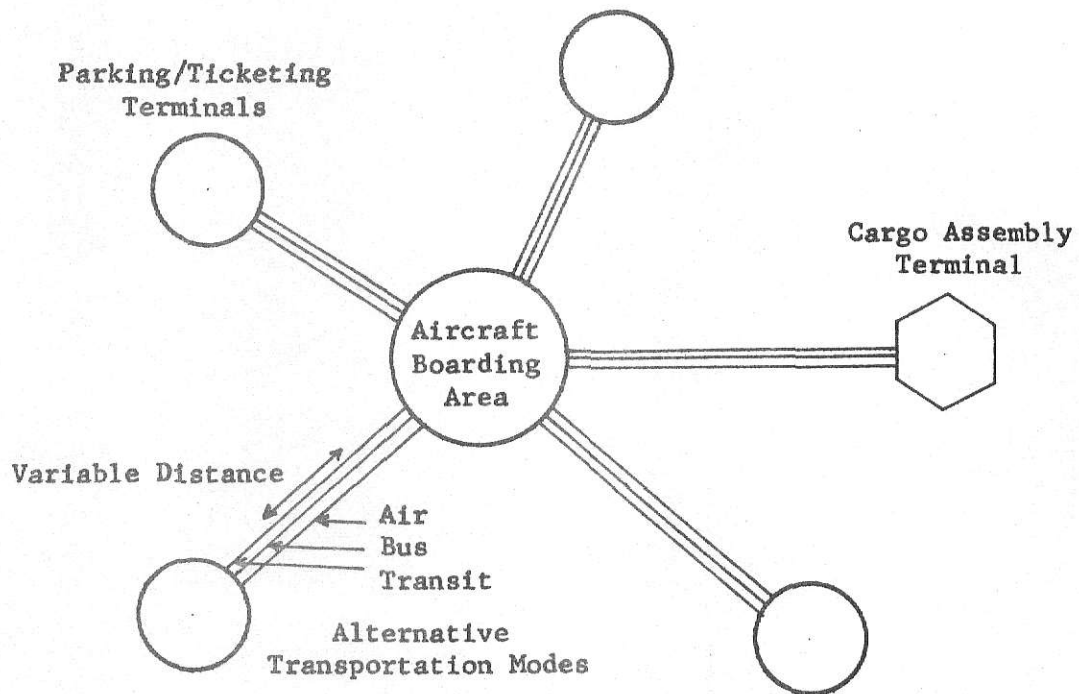 Parking/Ticketing
Terminals
Cargo Assembly
Terminal
Aircraft
Boarding
Area
Variable Distance
Air
Bus
Transit
Alternative
Transportation Modes